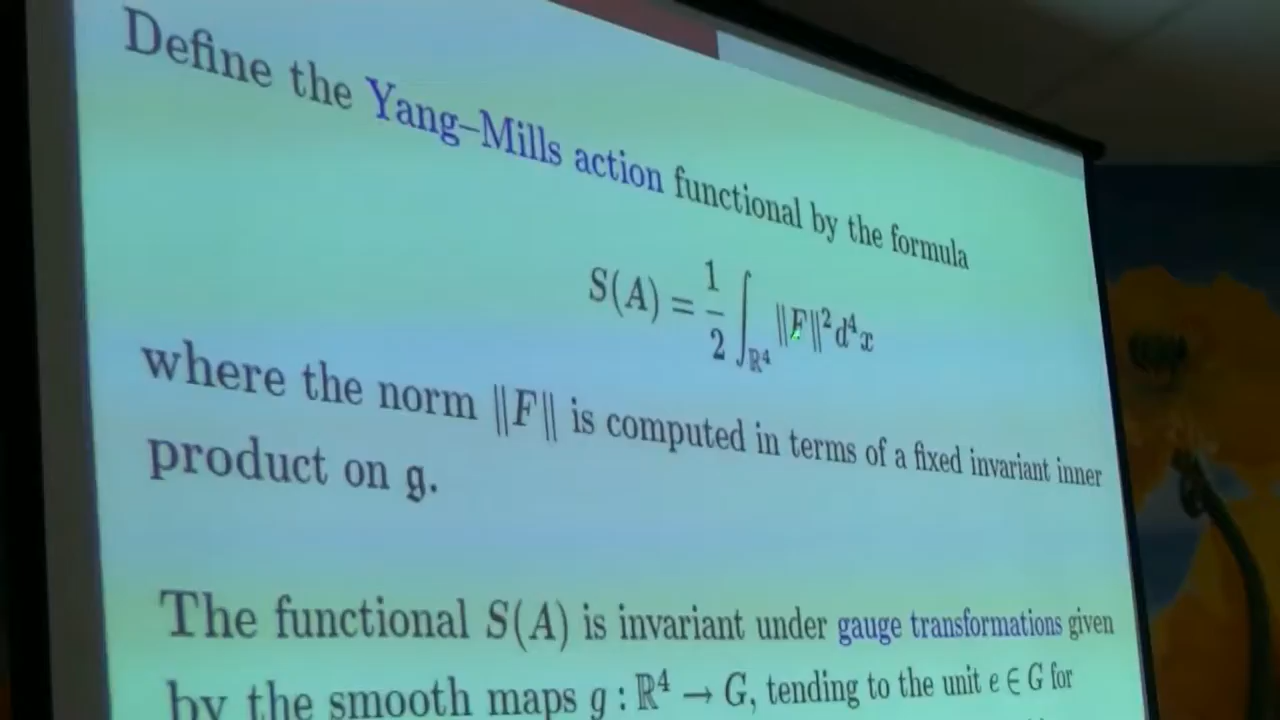 Define the Yang–Mills action functional by the formula
S(A) = 1/2 ∫_{ℝ⁴} ‖F‖² d⁴x
where the norm ‖F‖ is computed in terms of a fixed invariant inner
product on 𝔤.
The functional S(A) is invariant under gauge transformations given
by the smooth maps g : ℝ⁴ → G, tending to the unit e ∈ G for